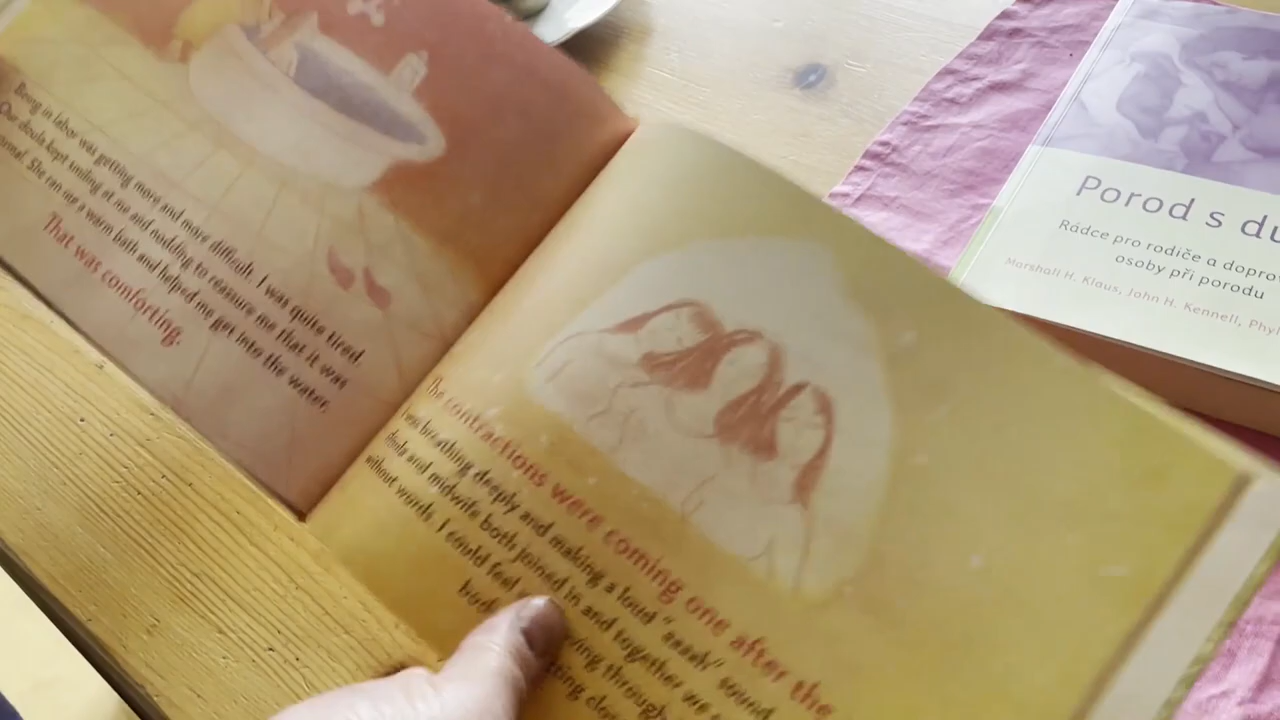 Being in labor was getting more and more difficult. I was quite tired.
Our doula kept smiling at me and nodding to reassure me that it was
normal. She ran me a warm bath and helped me get into the water.
That was comforting.
The contractions were coming one after the
I was breathing deeply and making a loud "aaaah" sound.
doula and midwife both joined in and together we
without words. I could feel
through
Porod s
Rádce pro rodiče a
osoby při porodu
Marshall H. Klaus, John H. Kennell,